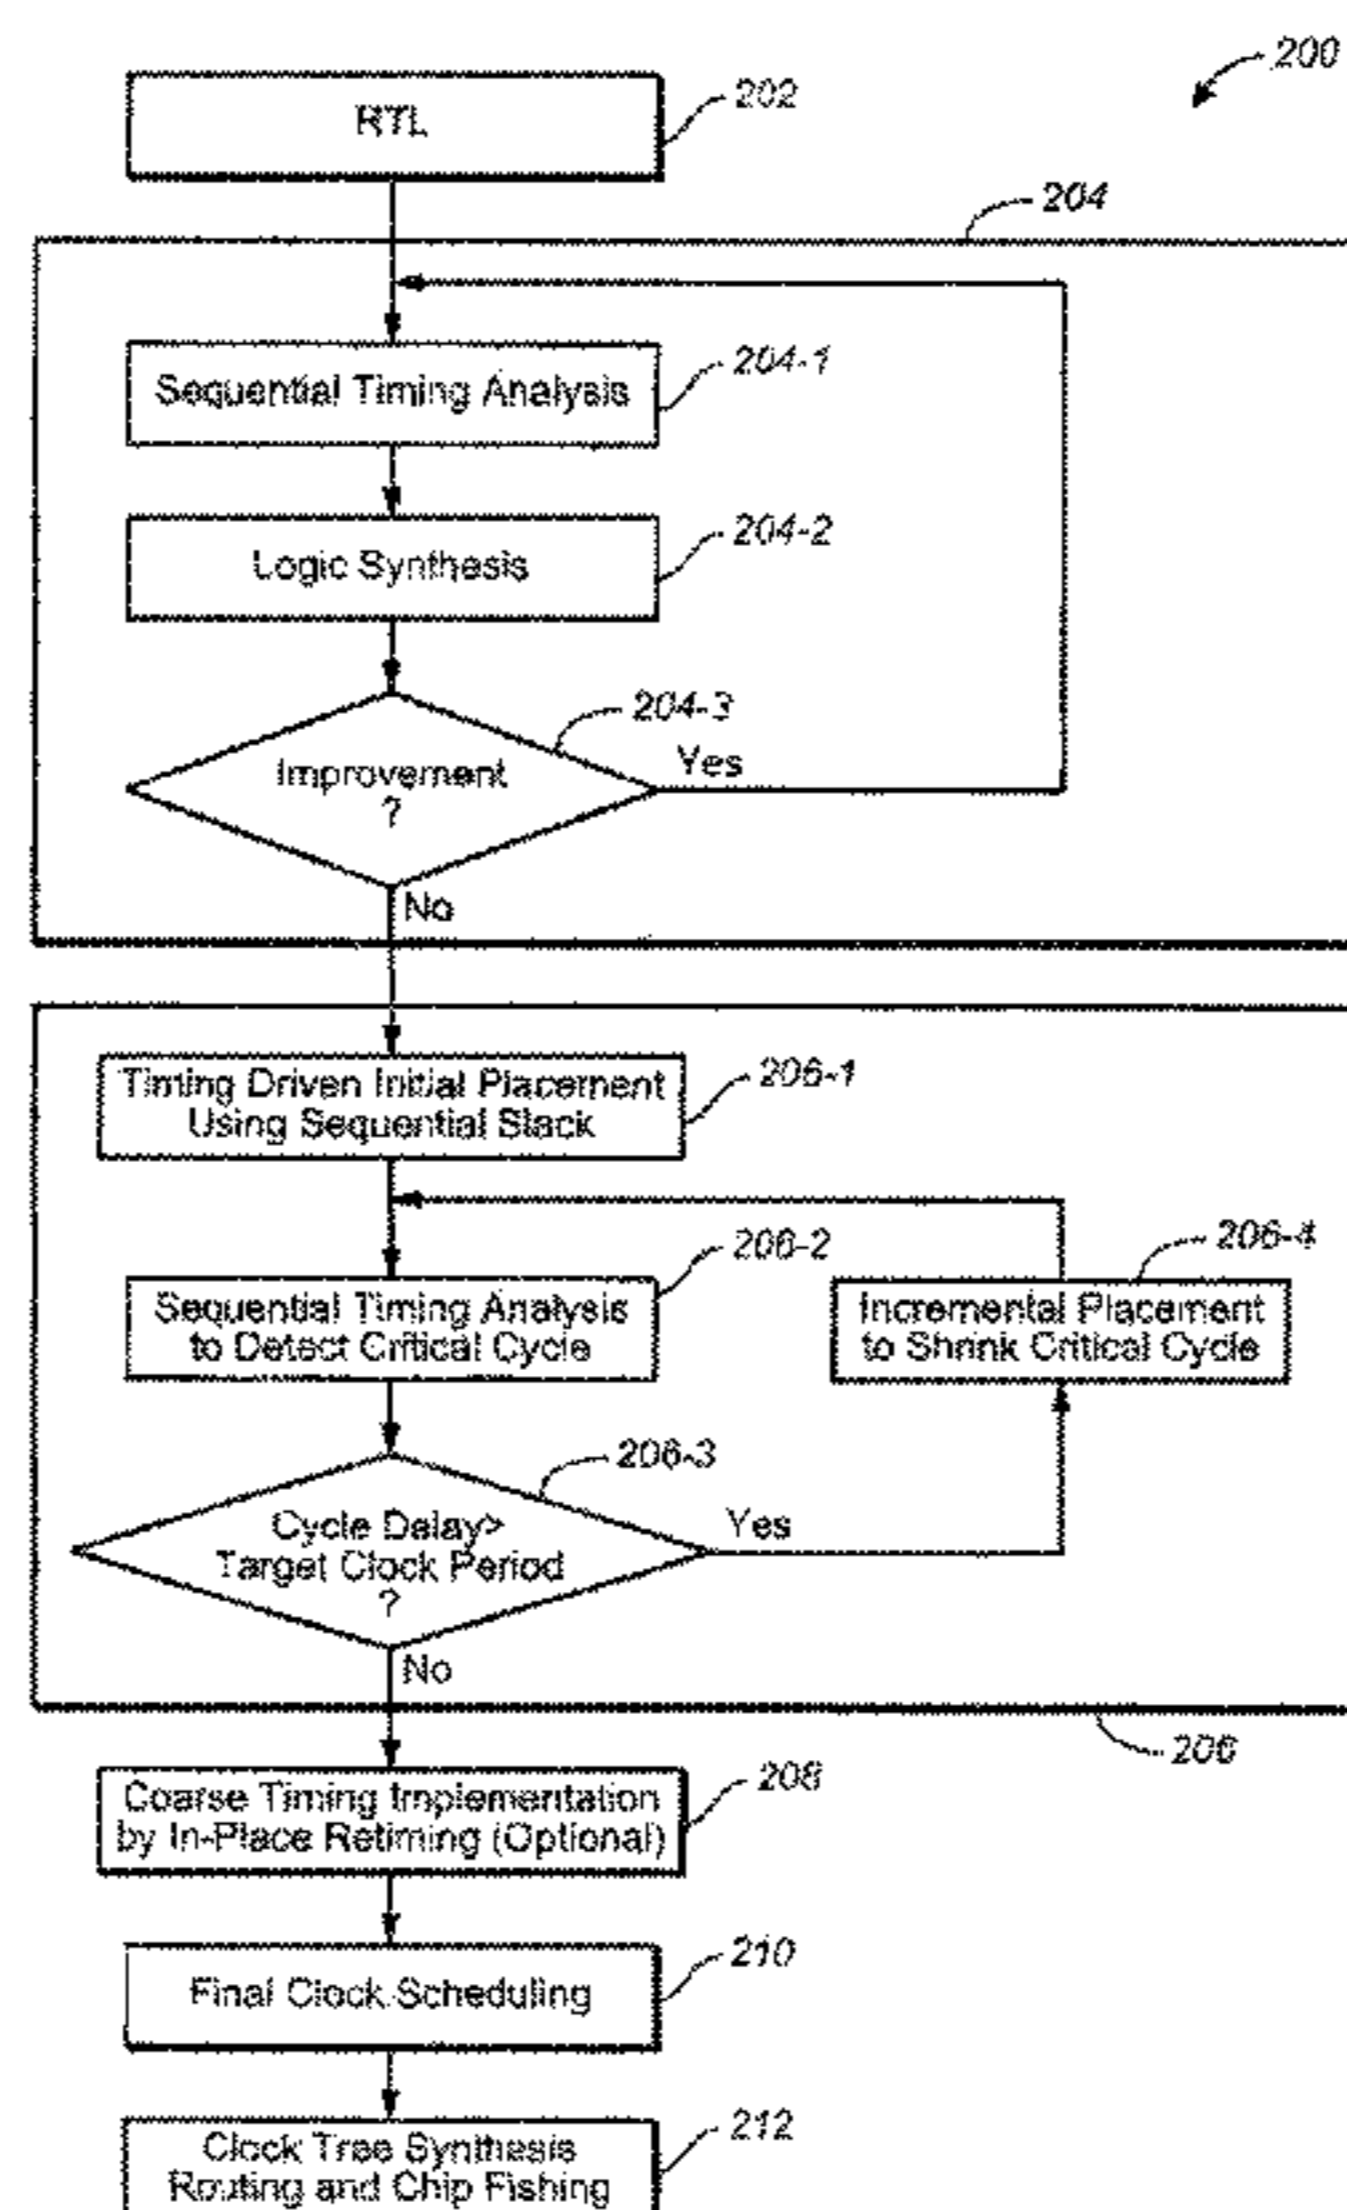 200
RTL
202
204
Sequential Timing Analysis
204-1
Logic Synthesis
204-2
204-3
Improvement
?
Yes
No
Timing Driven Initial Placement
Using Sequential Slack
206-1
Sequential Timing Analysis
to Detect Critical Cycle
206-2
Incremental Placement
to Shrink Critical Cycle
206-4
206-3
Cycle Delay>
Target Clock Period
?
Yes
No
206
Coarse Timing Implementation
by In-Place Retiming (Optional)
208
Final Clock Scheduling
210
Clock Tree Synthesis
Routing and Chip Fishing
212